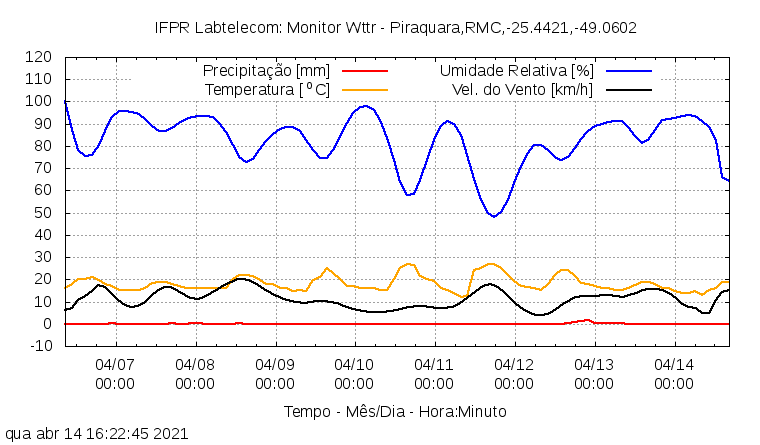 IFPR Labtelecom: Monitor Wttr - Piraquara,RMC,-25.4421,-49.0602
Precipitação [mm]
Temperatura [ºC]
Umidade Relativa [%]
Vel. do Vento [km/h]
120
110
100
90
80
70
60
50
40
30
20
10
0
-10
04/07 04/08 04/09 04/10 04/11 04/12 04/13 04/14
00:00 00:00 00:00 00:00 00:00 00:00 00:00 00:00
Tempo - Mês/Dia - Hora:Minuto
qua abr 14 16:22:45 2021